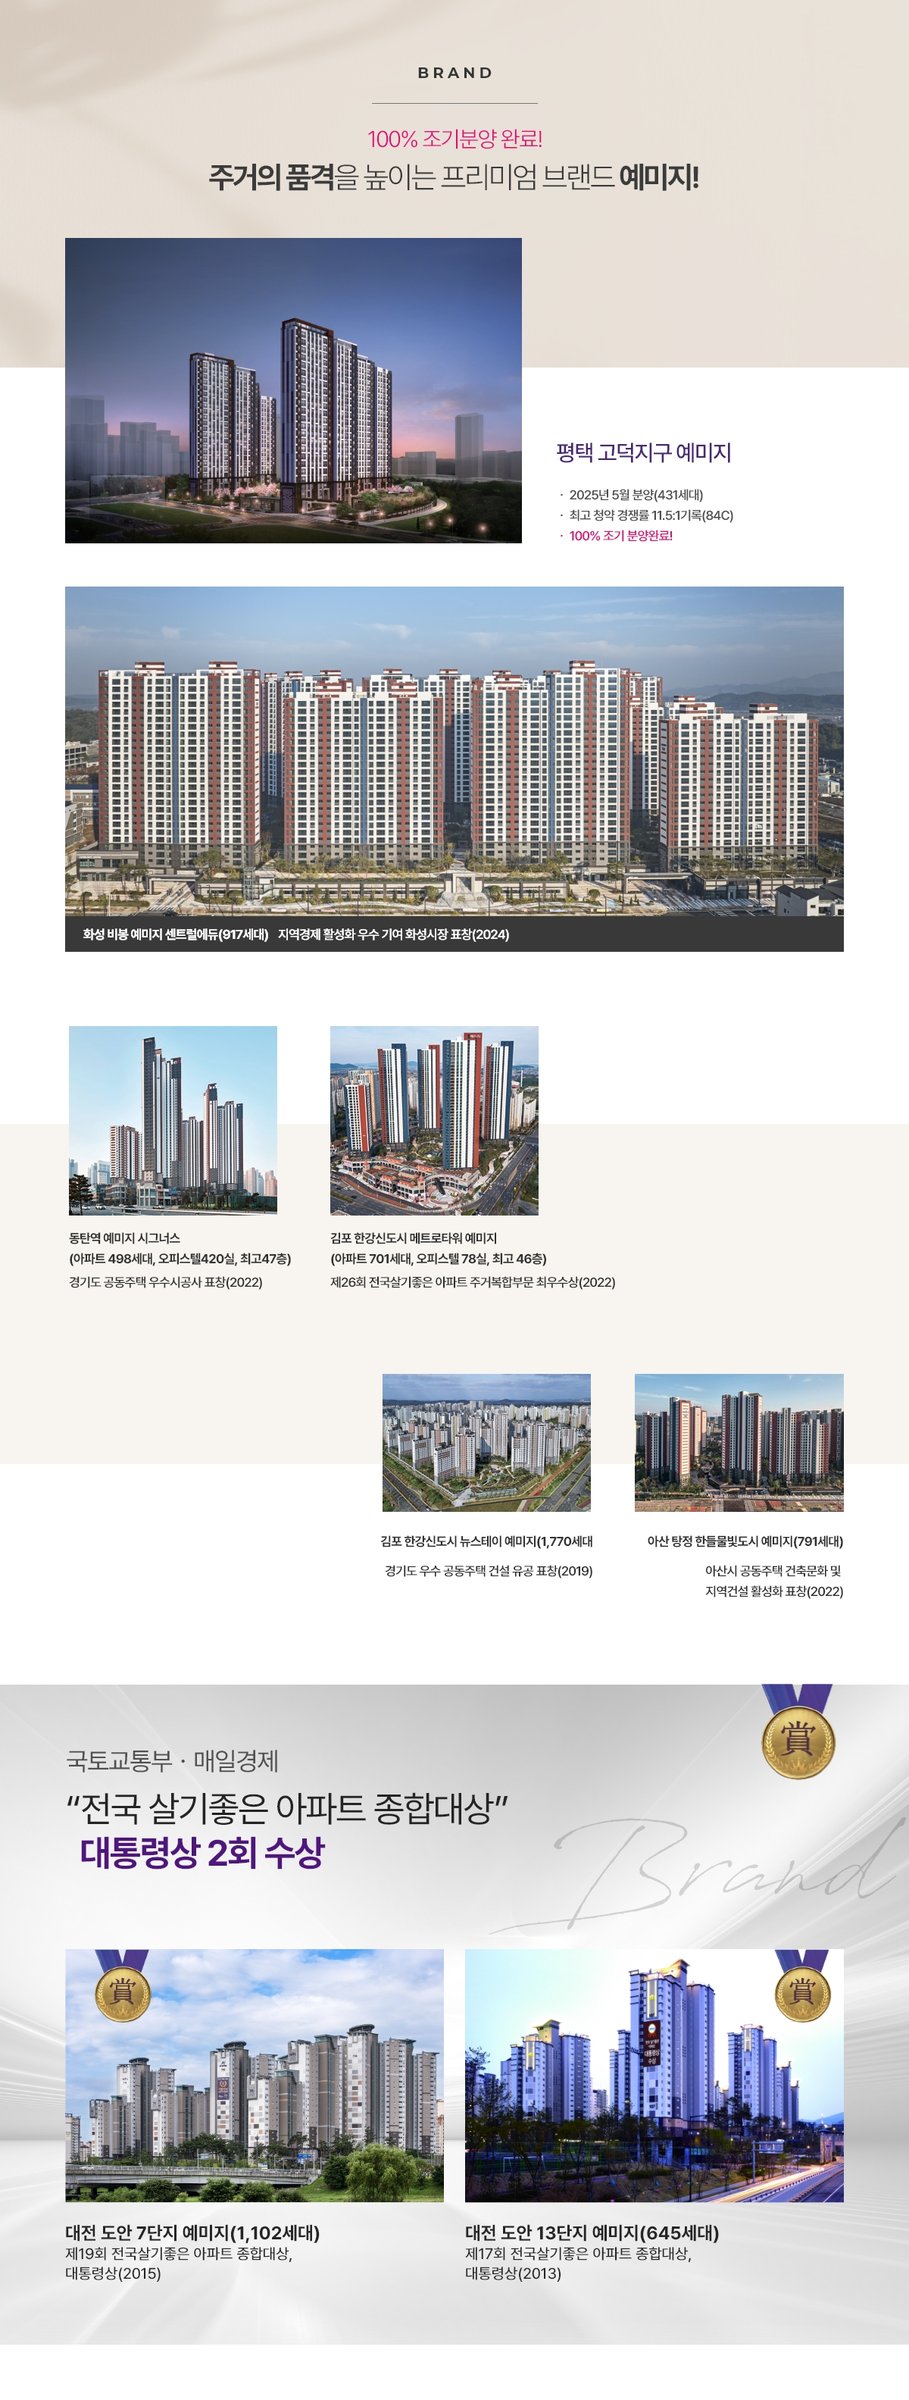 BRAND
100% 조기분양 완료!
주거의 품격을 높이는 프리미엄 브랜드 예미지!
평택 고덕지구 예미지
· 2025년 5월 분양(431세대)
· 최고 청약 경쟁률 11.5:1기록(84C)
· 100% 조기 분양완료!
화성 비봉 예미지 센트럴에듀(917세대) 지역경제 활성화 우수 기여 화성시장 표창(2024)
동탄역 예미지 시그너스
(아파트 498세대, 오피스텔420실, 최고47층)
경기도 공동주택 우수시공사 표창(2022)
김포 한강신도시 메트로타워 예미지
(아파트 701세대, 오피스텔 78실, 최고 46층)
제26회 전국살기좋은 아파트 주거복합부문 최우수상(2022)
김포 한강신도시 뉴스테이 예미지(1,770세대
경기도 우수 공동주택 건설 유공 표창(2019)
아산 탕정 한들물빛도시 예미지(791세대)
아산시 공동주택 건축문화 및
지역건설 활성화 표창(2022)
賞
국토교통부 · 매일경제
“전국 살기좋은 아파트 종합대상”
대통령상 2회 수상
Brand
賞
賞
대통령상
수상
대전 도안 7단지 예미지(1,102세대)
제19회 전국살기좋은 아파트 종합대상,
대통령상(2015)
대전 도안 13단지 예미지(645세대)
제17회 전국살기좋은 아파트 종합대상,
대통령상(2013)